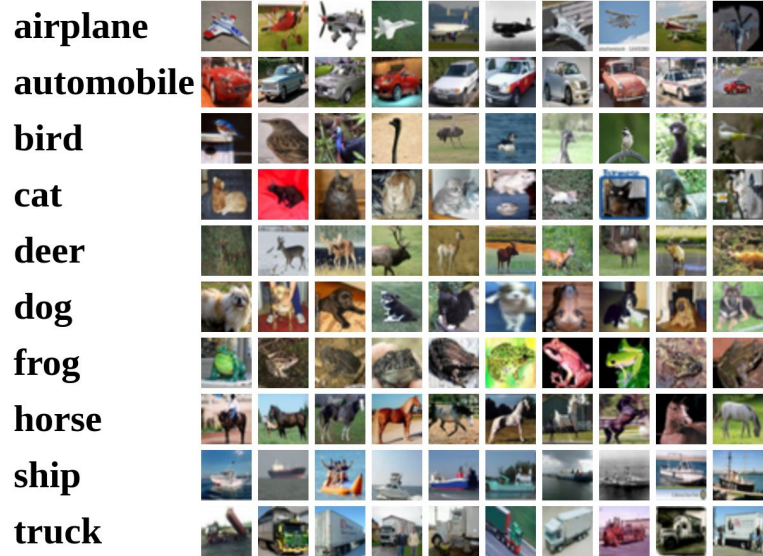 airplane
automobile
bird
cat
deer
dog
frog
horse
ship
truck